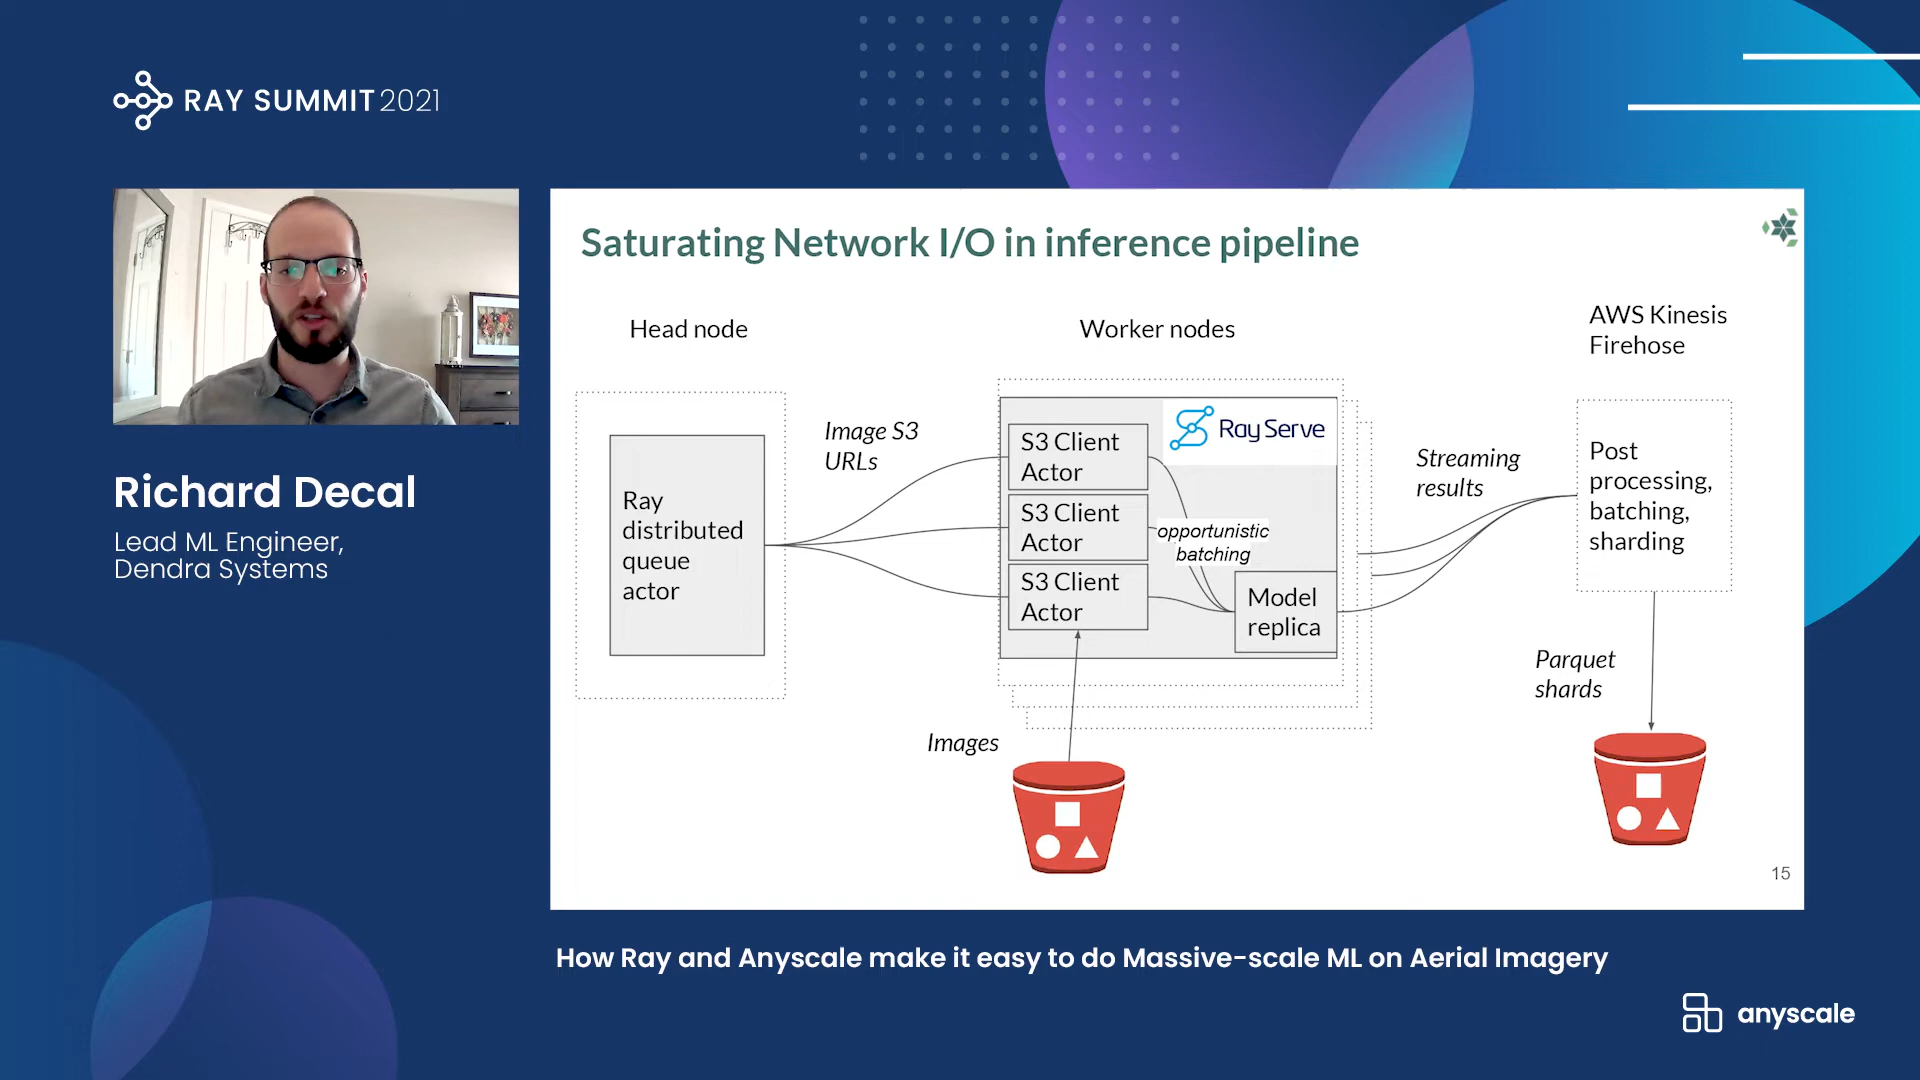 RAY SUMMIT 2021
Richard Decal
Lead ML Engineer,
Dendra Systems
Saturating Network I/O in inference pipeline
Head node
Worker nodes
AWS Kinesis
Firehose
Ray
distributed
queue
actor
Image S3
URLs
S3 Client
Actor
S3 Client
Actor
S3 Client
Actor
Ray Serve
opportunistic
batching
Model
replica
Streaming
results
Post
processing,
batching,
sharding
Images
Parquet
shards
15
How Ray and Anyscale make it easy to do Massive-scale ML on Aerial Imagery
anyscale